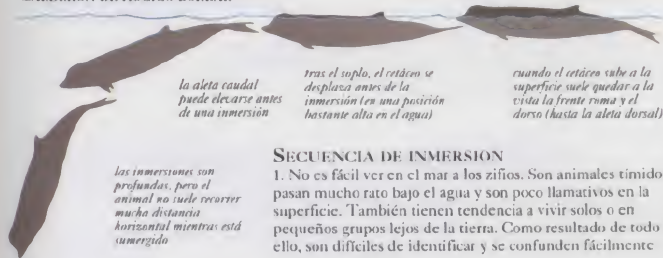 la aleta caudal
puede elevarse antes
de una inmersión
tras el soplo, el cetáceo se
desplaza antes de la
inmersión (en una posición
bastante alta en el agua)
cuando el cetáceo sube a la
superficie suele quedar a la
vista la frente roma y el
dorso (hasta la aleta dorsal)
las inmersiones son
profundas, pero el
animal no suele recorrer
mucha distancia
horizontal mientras está
sumergido
SECUENCIA DE INMERSIÓN
1. No es fácil ver en el mar a los zifios. Son animales tímido
pasan mucho rato bajo el agua y son poco llamativos en la
superficie. También tienen tendencia a vivir solos o en
pequeños grupos lejos de la tierra. Como resultado de todo
ello, son difíciles de identificar y se confunden fácilmente